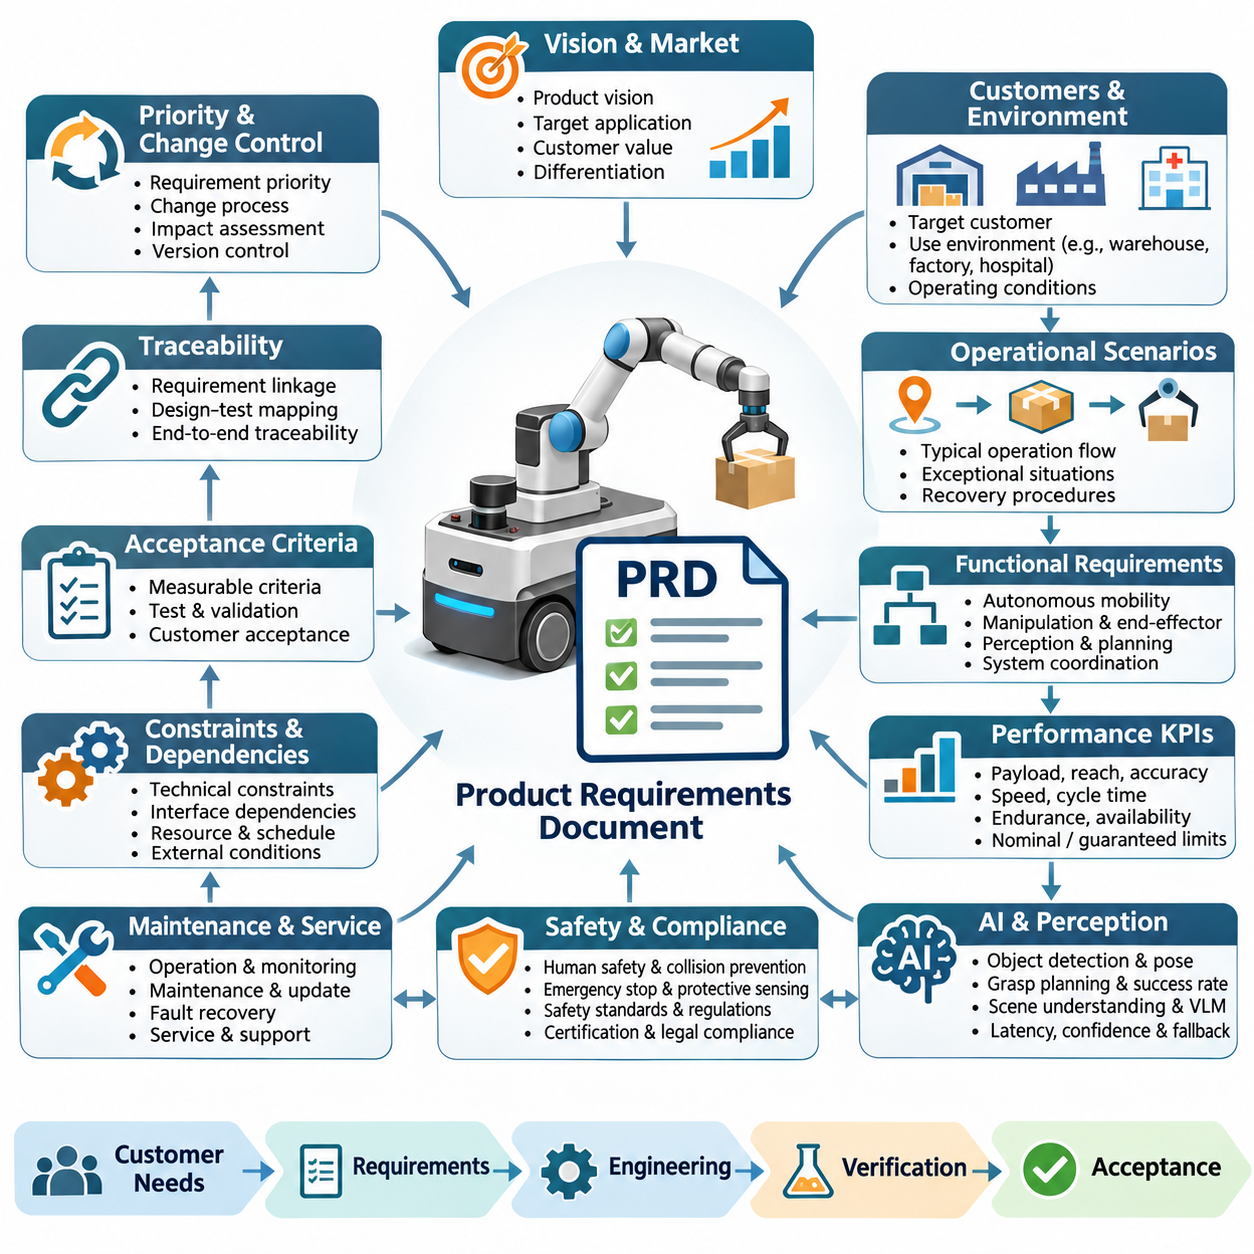 Vision & Market
• Product vision
• Target application
• Customer value
• Differentiation
Priority &
Change Control
• Requirement priority
• Change process
• Impact assessment
• Version control
Customers &
Environment
• Target customer
• Use environment (e.g., warehouse,
factory, hospital)
• Operating conditions
Traceability
• Requirement linkage
• Design-test mapping
• End-to-end traceability
Operational Scenarios
• Typical operation flow
• Exceptional situations
• Recovery procedures
Acceptance Criteria
• Measurable criteria
• Test & validation
• Customer acceptance
PRD
Functional Requirements
• Autonomous mobility
• Manipulation & end-effector
• Perception & planning
• System coordination
Constraints &
Dependencies
• Technical constraints
• Interface dependencies
• Resource & schedule
• External conditions
Product Requirements
Document
Performance KPIs
• Payload, reach, accuracy
• Speed, cycle time
• Endurance, availability
• Nominal / guaranteed limits
Maintenance & Service
• Operation & monitoring
• Maintenance & update
• Fault recovery
• Service & support
Safety & Compliance
• Human safety & collision prevention
• Emergency stop & protective sensing
• Safety standards & regulations
• Certification & legal compliance
AI & Perception
AI
• Object detection & pose
• Grasp planning & success rate
• Scene understanding & VLM
• Latency, confidence & fallback
Customer
Needs
Requirements
Engineering
Verification
Acceptance